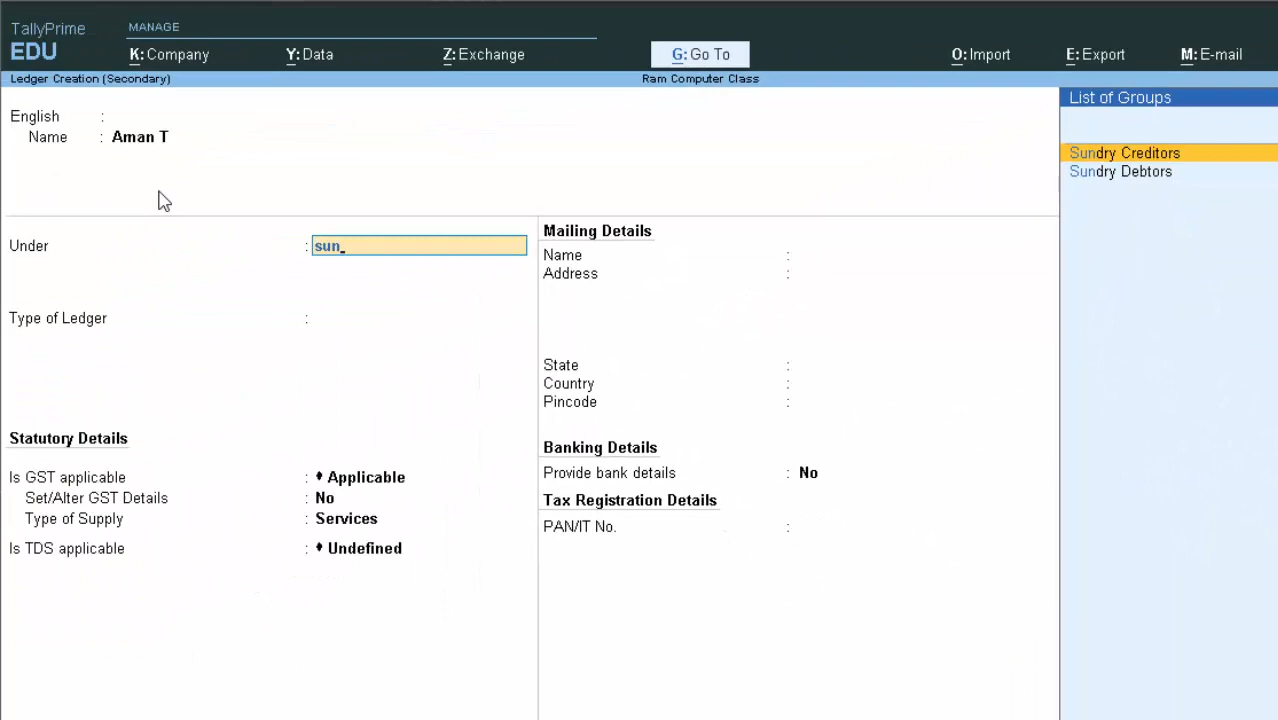 TallyPrime
EDU
MANAGE
K:Company
Y:Data
Z:Exchange
G:Go To
O:Import
E:Export
M:E-mail
Ledger Creation (Secondary)
Ram Computer Class
English :
Name : Aman T
Under : sun_
Type of Ledger :
Statutory Details
Is GST applicable : ♦ Applicable
Set/Alter GST Details : No
Type of Supply : Services
Is TDS applicable : ♦ Undefined
Mailing Details
Name :
Address :
State :
Country :
Pincode :
Banking Details
Provide bank details : No
Tax Registration Details
PAN/IT No. :
List of Groups
Sundry Creditors
Sundry Debtors